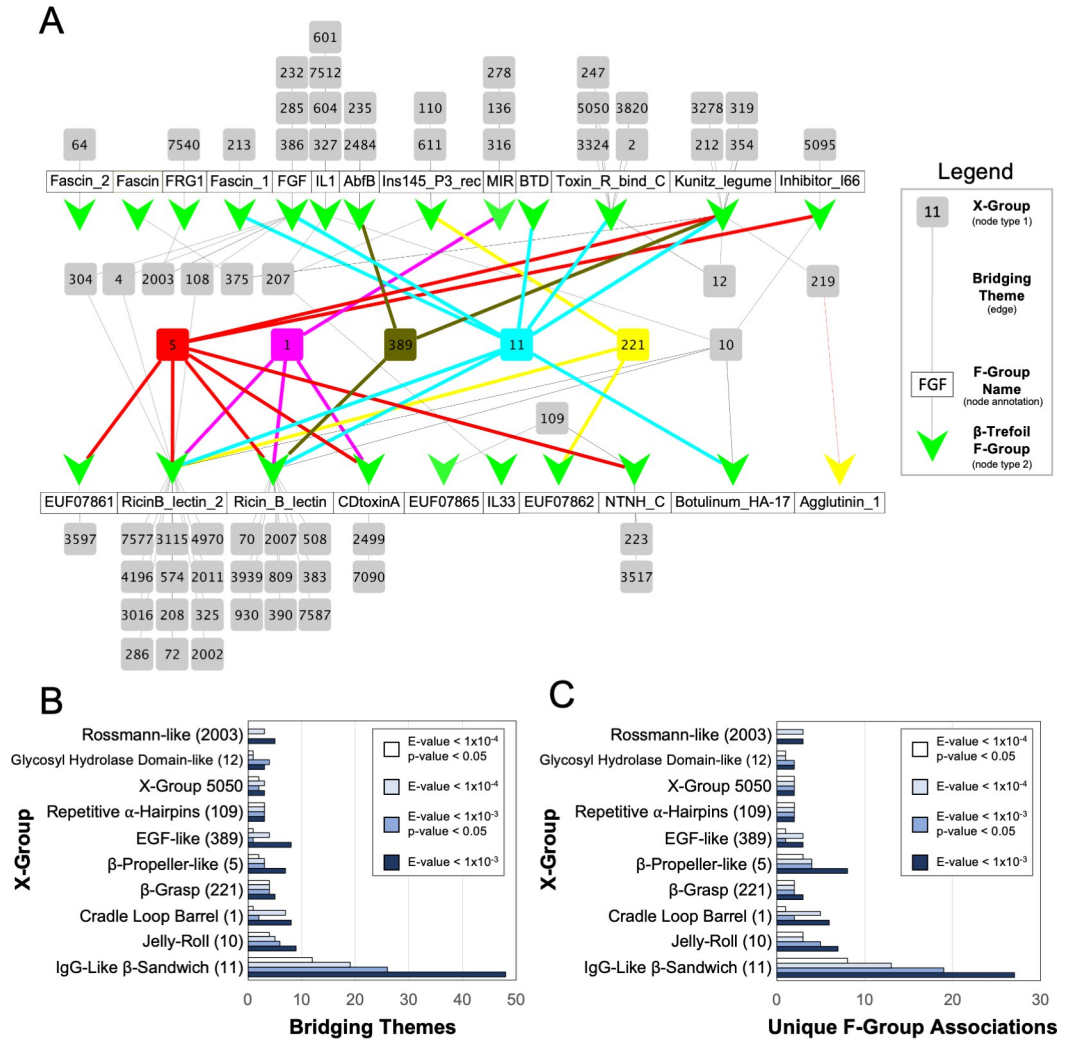 A
601
232 7512 278 247
285 604 235 110 136 5050 3820 3278 319
64 7540 213 386 327 2484 611 316 3324 2 212 354 5095
Fascin_2 Fascin FRG1 Fascin_1 FGF IL1 AbfB Ins145_P3_rec MIR BTD Toxin_R_bind_C Kunitz_legume Inhibitor_I66
304 4 2003 108 375 207 12 219
5 1 389 11 221 10
109
EUF07861 RicinB_lectin_2 Ricin_B_lectin CDtoxinA EUF07865 IL33 EUF07862 NTNH_C Botulinum_HA-17 Agglutinin_1
3597 7577 3115 4970 70 2007 508 2499 223
4196 574 2011 3939 809 383 7090 3517
3016 208 325 930 390 7587
286 72 2002
Legend
11
X-Group
(node type 1)
Bridging
Theme
(edge)
FGF
F-Group
Name
(node annotation)
β-Trefoil
F-Group
(node type 2)
B
X-Group
Rossmann-like (2003)
Glycosyl Hydrolase Domain-like (12)
X-Group 5050
Repetitive α-Hairpins (109)
EGF-like (389)
β-Propeller-like (5)
β-Grasp (221)
Cradle Loop Barrel (1)
Jelly-Roll (10)
IgG-Like β-Sandwich (11)
E-value < 1x10⁻⁴
p-value < 0.05
E-value < 1x10⁻⁴
E-value < 1x10⁻³
p-value < 0.05
E-value < 1x10⁻³
0 10 20 30 40 50
Bridging Themes
C
X-Group
Rossmann-like (2003)
Glycosyl Hydrolase Domain-like (12)
X-Group 5050
Repetitive α-Hairpins (109)
EGF-like (389)
β-Propeller-like (5)
β-Grasp (221)
Cradle Loop Barrel (1)
Jelly-Roll (10)
IgG-Like β-Sandwich (11)
E-value < 1x10⁻⁴
p-value < 0.05
E-value < 1x10⁻⁴
E-value < 1x10⁻³
p-value < 0.05
E-value < 1x10⁻³
0 10 20 30
Unique F-Group Associations